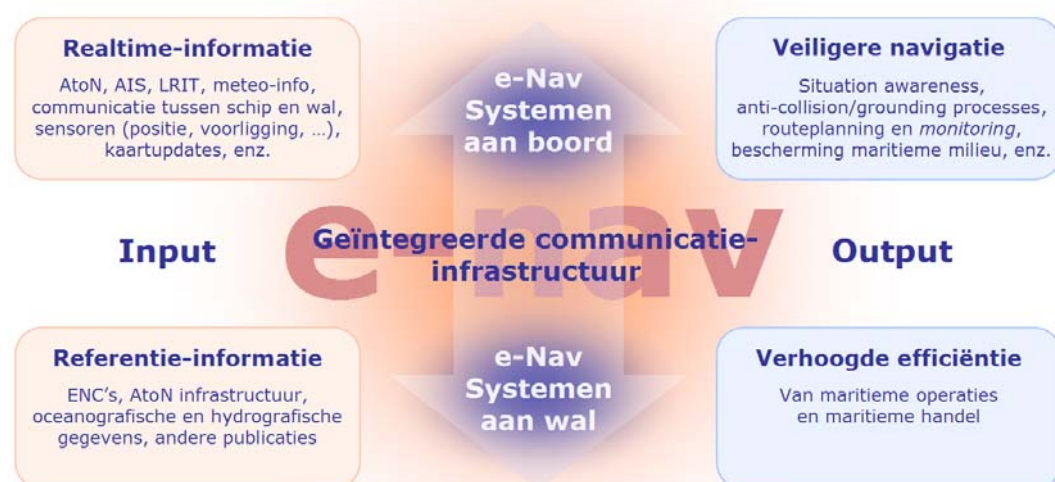 Realtime-informatie
AtoN, AIS, LRIT, meteo-info,
communicatie tussen schip en wal,
sensoren (positie, voorligging, ...),
kaartupdates, enz.
e-Nav
Systemen
aan boord
Veiligere navigatie
Situation awareness,
anti-collision/grounding processes,
routeplanning en monitoring,
bescherming maritieme milieu, enz.
Input
e-nav
Geïntegreerde communicatie-
infrastructuur
Output
Referentie-informatie
ENC's, AtoN infrastructuur,
oceanografische en hydrografische
gegevens, andere publicaties
e-Nav
Systemen
aan wal
Verhoogde efficiëntie
Van maritieme operaties
en maritieme handel